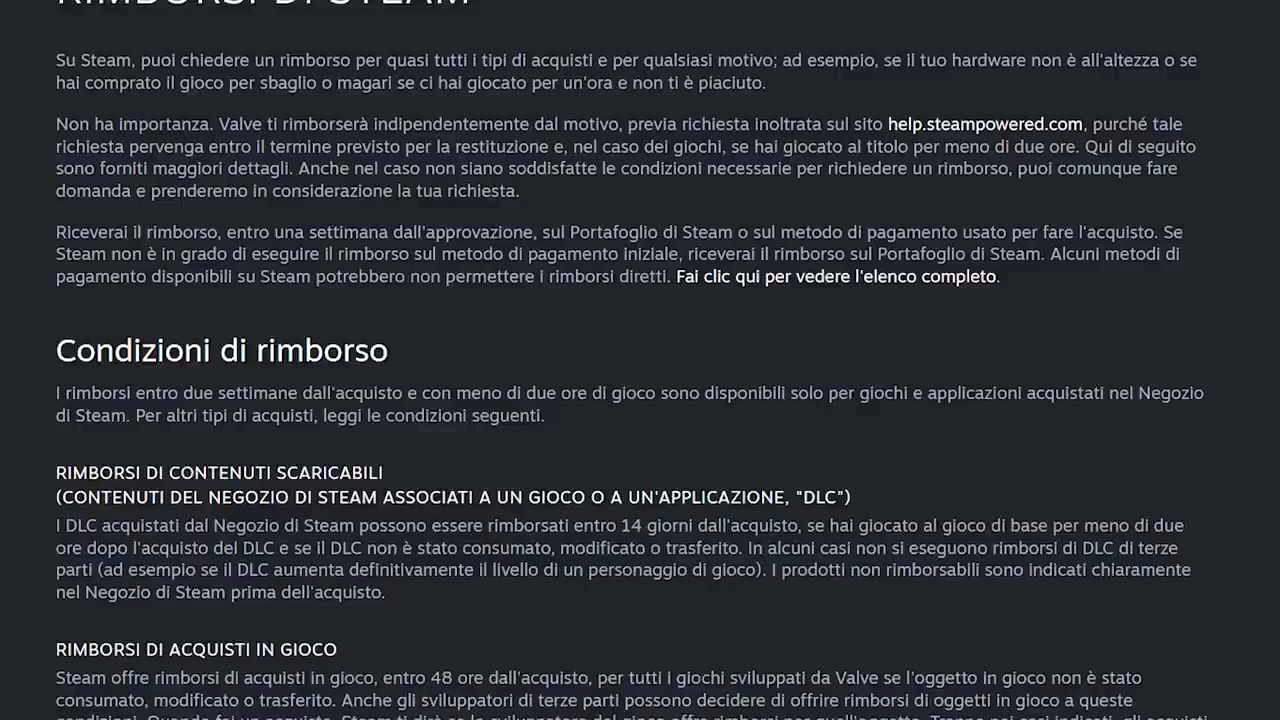 RIMBORSI DI STEAM
Su Steam, puoi chiedere un rimborso per quasi tutti i tipi di acquisti e per qualsiasi motivo; ad esempio, se il tuo hardware non è all'altezza o se
hai comprato il gioco per sbaglio o magari se ci hai giocato per un'ora e non ti è piaciuto.
Non ha importanza. Valve ti rimborserà indipendentemente dal motivo, previa richiesta inoltrata sul sito help.steampowered.com, purché tale
richiesta pervenga entro il termine previsto per la restituzione e, nel caso dei giochi, se hai giocato al titolo per meno di due ore. Qui di seguito
sono forniti maggiori dettagli. Anche nel caso non siano soddisfatte le condizioni necessarie per richiedere un rimborso, puoi comunque fare
domanda e prenderemo in considerazione la tua richiesta.
Riceverai il rimborso, entro una settimana dall'approvazione, sul Portafoglio di Steam o sul metodo di pagamento usato per fare l'acquisto. Se
Steam non è in grado di eseguire il rimborso sul metodo di pagamento iniziale, riceverai il rimborso sul Portafoglio di Steam. Alcuni metodi di
pagamento disponibili su Steam potrebbero non permettere i rimborsi diretti. Fai clic qui per vedere l'elenco completo.
Condizioni di rimborso
I rimborsi entro due settimane dall'acquisto e con meno di due ore di gioco sono disponibili solo per giochi e applicazioni acquistati nel Negozio
di Steam. Per altri tipi di acquisti, leggi le condizioni seguenti.
RIMBORSI DI CONTENUTI SCARICABILI
(CONTENUTI DEL NEGOZIO DI STEAM ASSOCIATI A UN GIOCO O A UN'APPLICAZIONE, "DLC")
I DLC acquistati dal Negozio di Steam possono essere rimborsati entro 14 giorni dall'acquisto, se hai giocato al gioco di base per meno di due
ore dopo l'acquisto del DLC e se il DLC non è stato consumato, modificato o trasferito. In alcuni casi non si eseguono rimborsi di DLC di terze
parti (ad esempio se il DLC aumenta definitivamente il livello di un personaggio di gioco). I prodotti non rimborsabili sono indicati chiaramente
nel Negozio di Steam prima dell'acquisto.
RIMBORSI DI ACQUISTI IN GIOCO
Steam offre rimborsi di acquisti in gioco, entro 48 ore dall'acquisto, per tutti i giochi sviluppati da Valve se l'oggetto in gioco non è stato
consumato, modificato o trasferito. Anche gli sviluppatori di terze parti possono decidere di offrire rimborsi di oggetti in gioco a queste